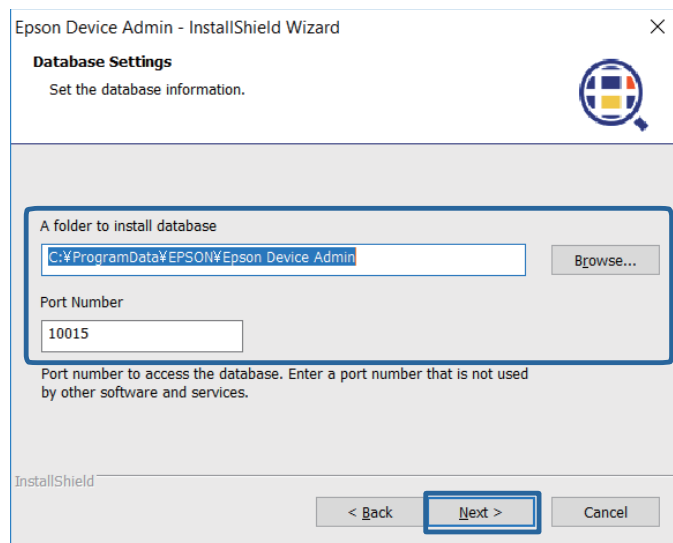 Epson Device Admin - InstallShield Wizard
Database Settings
Set the database information.
A folder to install database
C:¥ProgramData¥EPSON¥Epson Device Admin
Browse...
Port Number
10015
Port number to access the database. Enter a port number that is not used
by other software and services.
InstallShield
< Back
Next >
Cancel